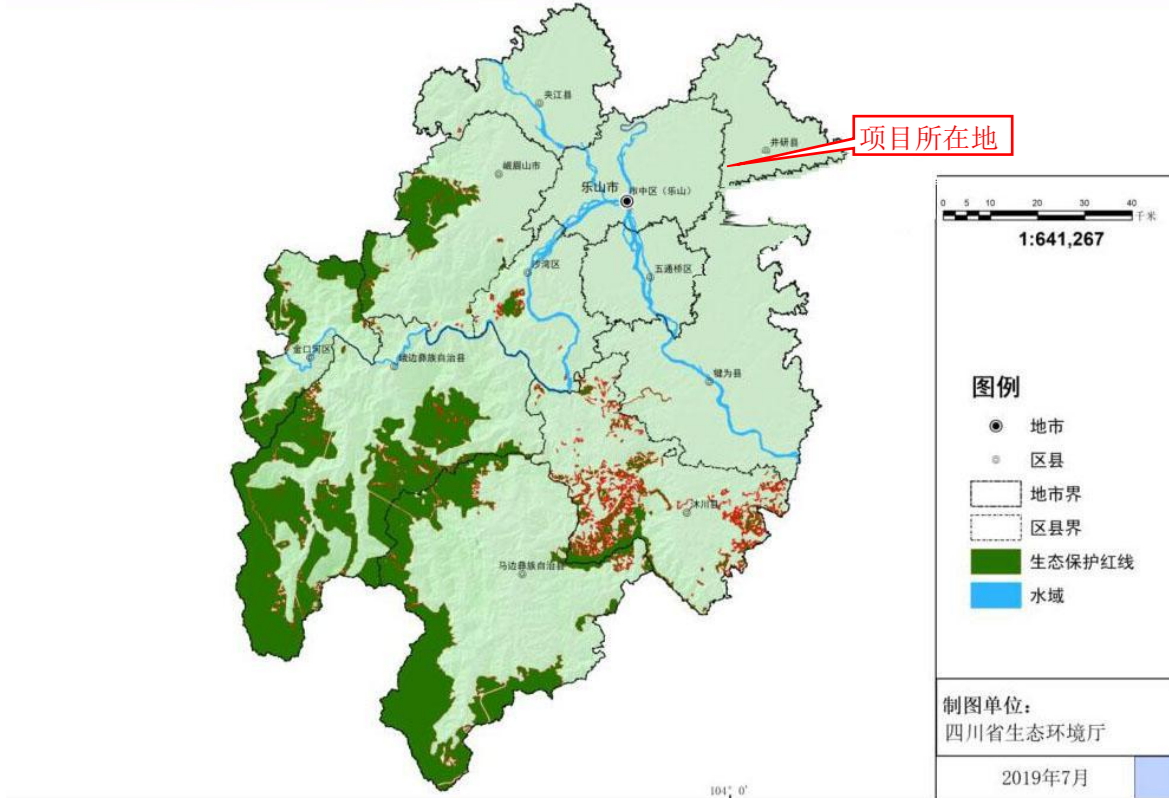 夹江县
井研县
项目所在地
峨眉山市
乐山市
市中区（乐山）
沙湾区
五通桥区
金口河区
峨边彝族自治县
犍为县
沐川县
马边彝族自治县
104° 0′
0 5 10 20 30 40
千米
1:641,267
图例
地市
区县
地市界
区县界
生态保护红线
水域
制图单位：
四川省生态环境厅
2019年7月